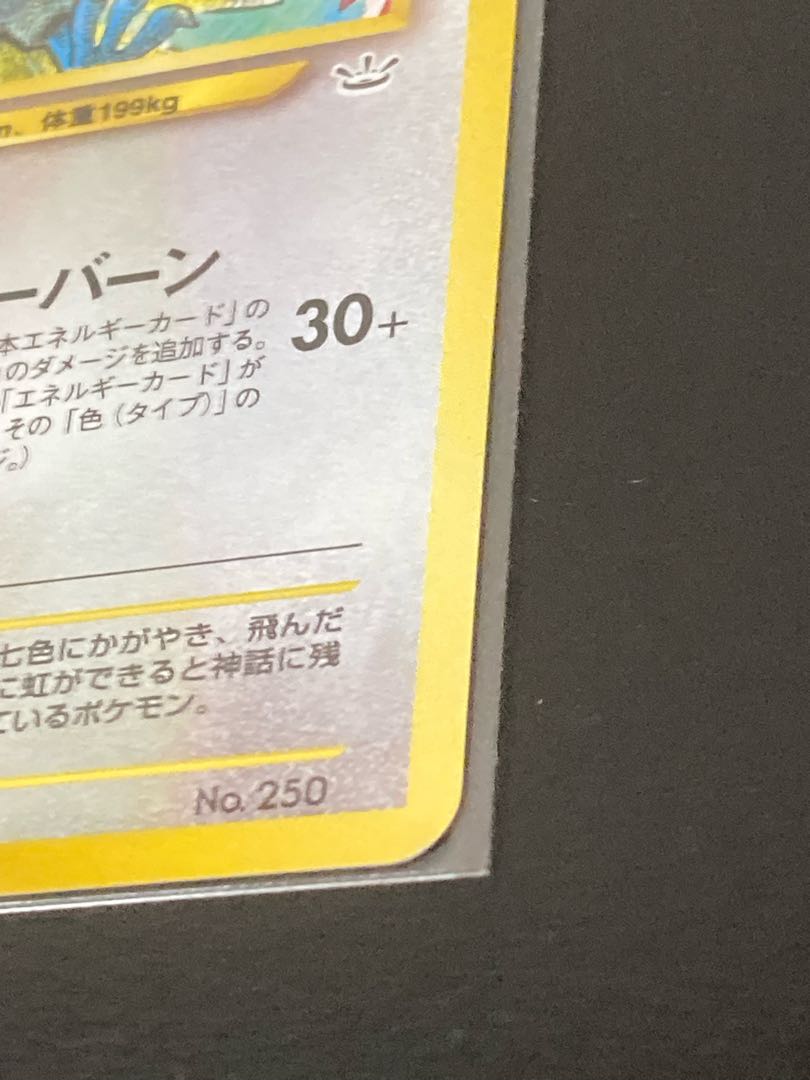 m、体重199kg
ーバーン
本エネルギーカード」の
30+
のダメージを追加する。
「エネルギーカード」が
その「色（タイプ）」の
ジ。）
七色にかがやき、飛んだ
に虹ができると神話に残
ているポケモン。
No. 250